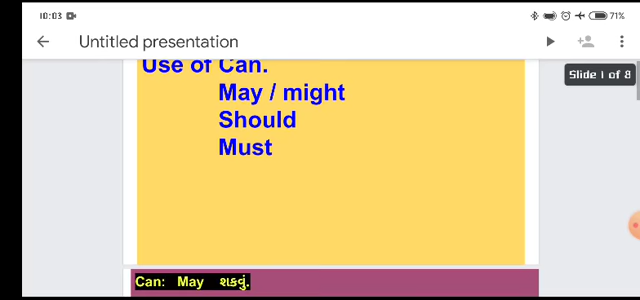 10:03
71%
Untitled presentation
Slide 1 of 8
Use of Can.
May / might
Should
Must
Can: May શકવું.